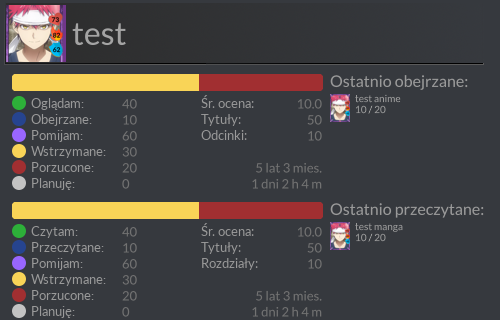 73
82
62
test
Oglądam: 40
Obejrzane: 10
Pomijam: 60
Wstrzymane: 30
Porzucone: 20
Planuję: 0
Śr. ocena: 10.0
Tytuły: 50
Odcinki: 10
5 lat 3 mies.
1 dni 2 h 4 m
Ostatnio obejrzane:
test anime
10 / 20
Czytam: 40
Przeczytane: 10
Pomijam: 60
Wstrzymane: 30
Porzucone: 20
Planuję: 0
Śr. ocena: 10.0
Tytuły: 50
Rozdziały: 10
5 lat 3 mies.
1 dni 2 h 4 m
Ostatnio przeczytane:
test manga
10 / 20